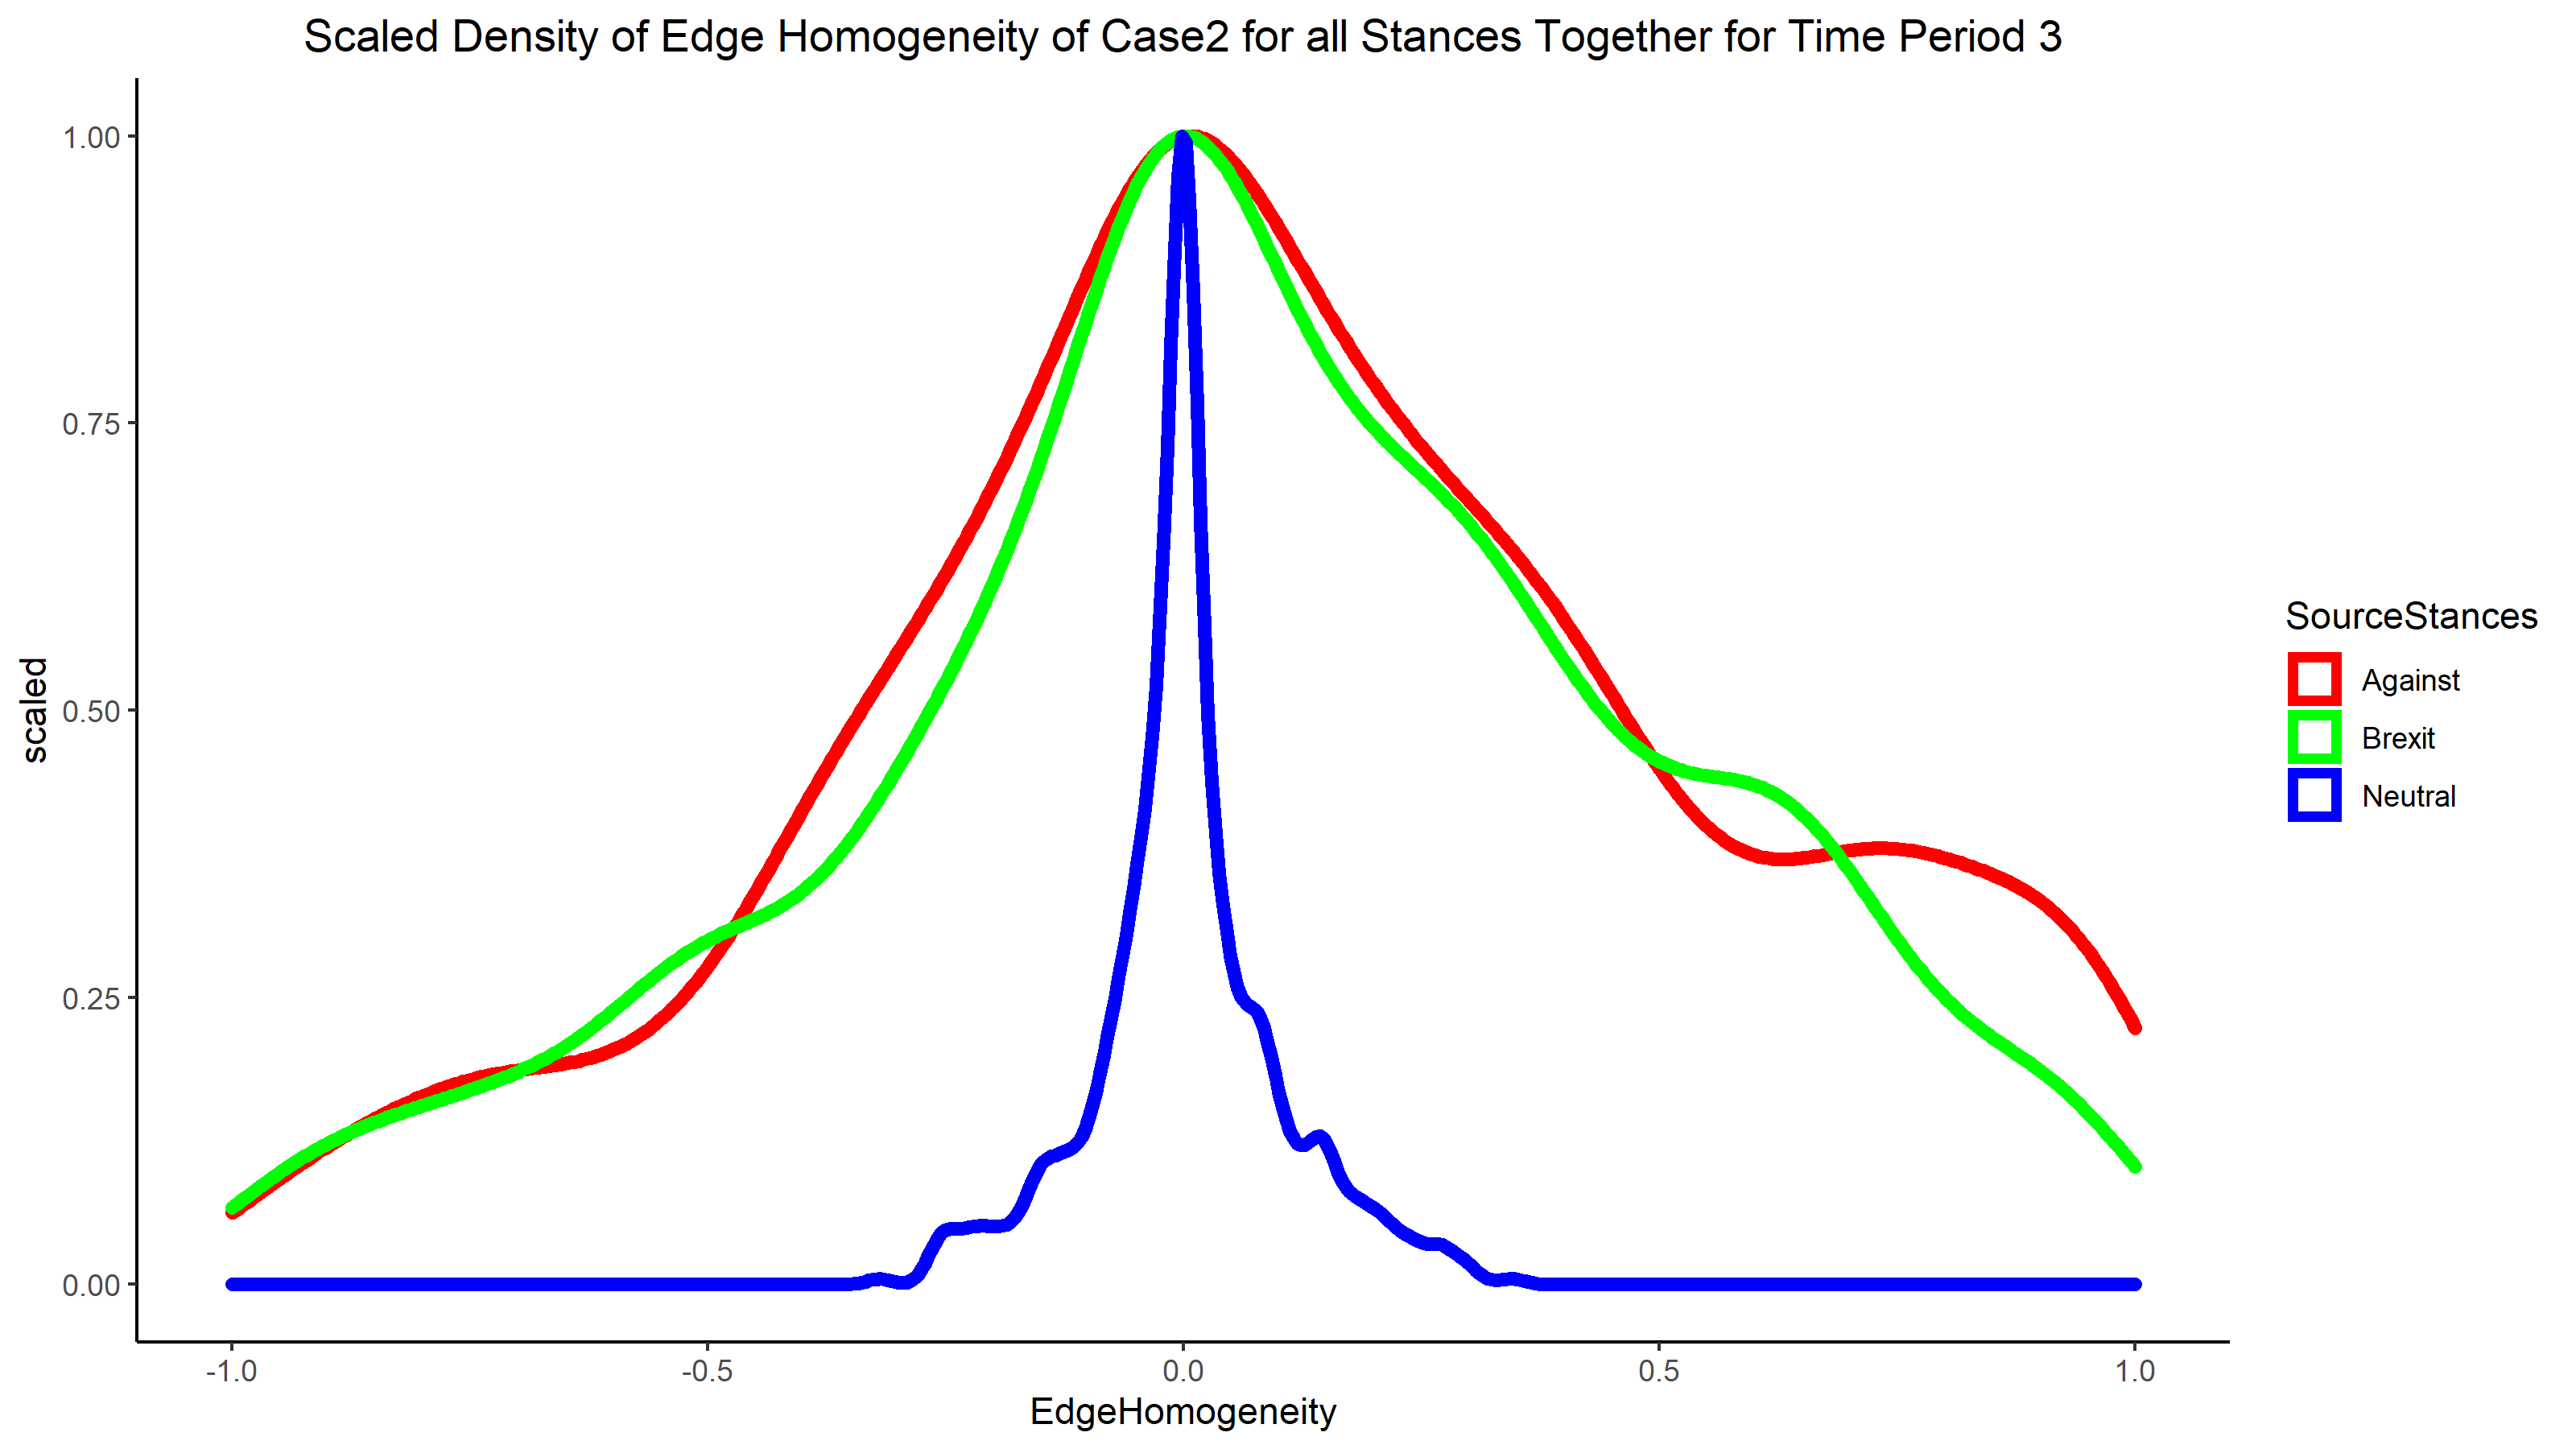 Scaled Density of Edge Homogeneity of Case2 for all Stances Together for Time Period 3
scaled
1.00
0.75
0.50
0.25
0.00
-1.0
-0.5
0.0
0.5
1.0
EdgeHomogeneity
SourceStances
Against
Brexit
Neutral